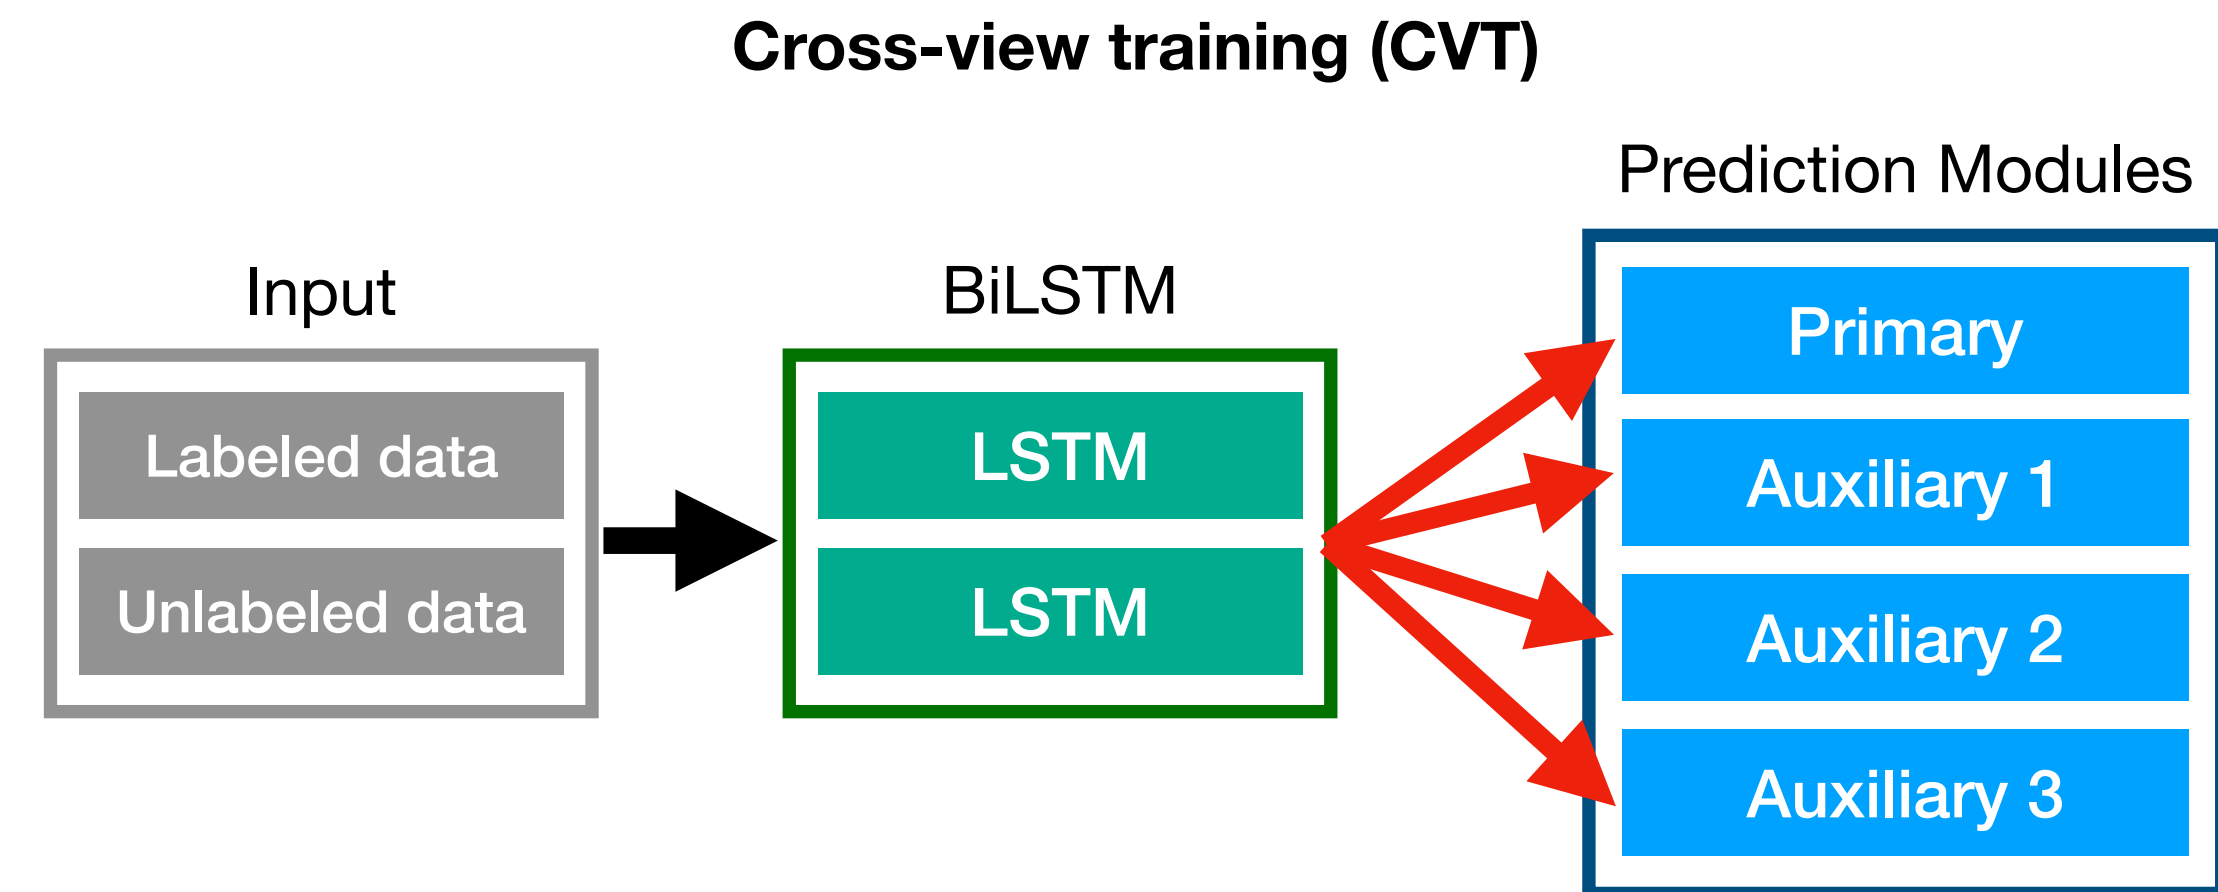 Cross-view training (CVT)
Input
Labeled data
Unlabeled data
BiLSTM
LSTM
LSTM
Prediction Modules
Primary
Auxiliary 1
Auxiliary 2
Auxiliary 3